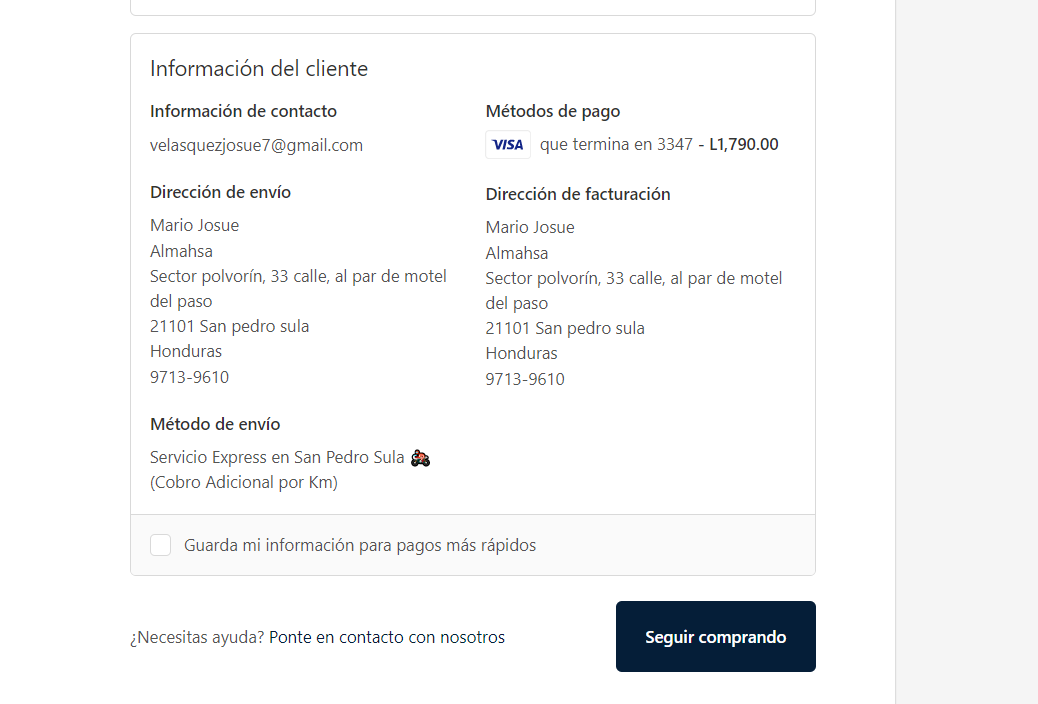 Información del cliente
Información de contacto
velasquezjosue7@gmail.com
Métodos de pago
VISA que termina en 3347 - L1,790.00
Dirección de envío
Mario Josue
Almahsa
Sector polvorín, 33 calle, al par de motel
del paso
21101 San pedro sula
Honduras
9713-9610
Dirección de facturación
Mario Josue
Almahsa
Sector polvorín, 33 calle, al par de motel
del paso
21101 San pedro sula
Honduras
9713-9610
Método de envío
Servicio Express en San Pedro Sula
(Cobro Adicional por Km)
Guarda mi información para pagos más rápidos
¿Necesitas ayuda? Ponte en contacto con nosotros
Seguir comprando